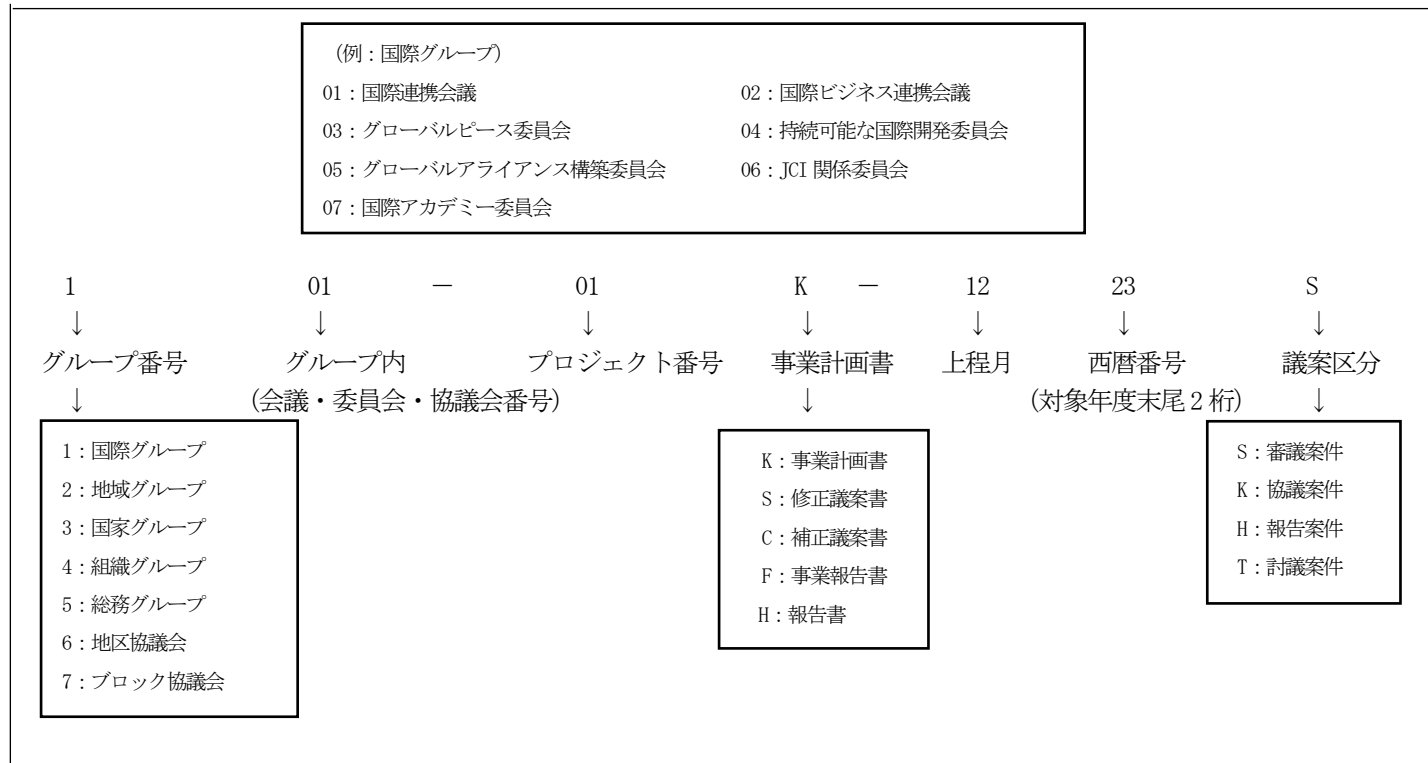 (例：国際グループ)
01：国際連携会議 02：国際ビジネス連携会議
03：グローバルピース委員会 04：持続可能な国際開発委員会
05：グローバルアライアンス構築委員会 06：JCI 関係委員会
07：国際アカデミー委員会
1 01 － 01 K － 12 23 S
↓ ↓ ↓ ↓ ↓ ↓ ↓
グループ番号 グループ内 プロジェクト番号 事業計画書 上程月 西暦番号 議案区分
↓ (会議・委員会・協議会番号) ↓ (対象年度末尾 2 桁) ↓
1：国際グループ
2：地域グループ
3：国家グループ
4：組織グループ
5：総務グループ
6：地区協議会
7：ブロック協議会
K：事業計画書
S：修正議案書
C：補正議案書
F：事業報告書
H：報告書
S：審議案件
K：協議案件
H：報告案件
T：討議案件